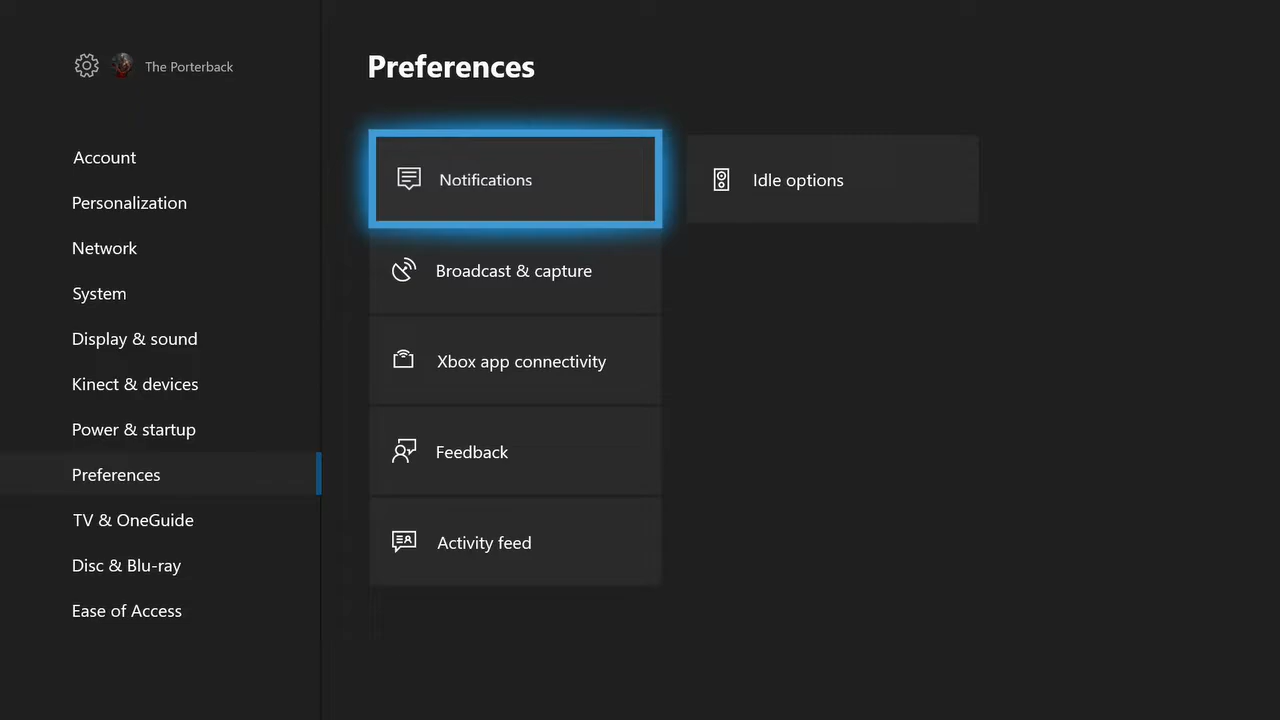 The Porterback
Account
Personalization
Network
System
Display & sound
Kinect & devices
Power & startup
Preferences
TV & OneGuide
Disc & Blu-ray
Ease of Access
Preferences
Notifications
Broadcast & capture
Xbox app connectivity
Feedback
Activity feed
Idle options